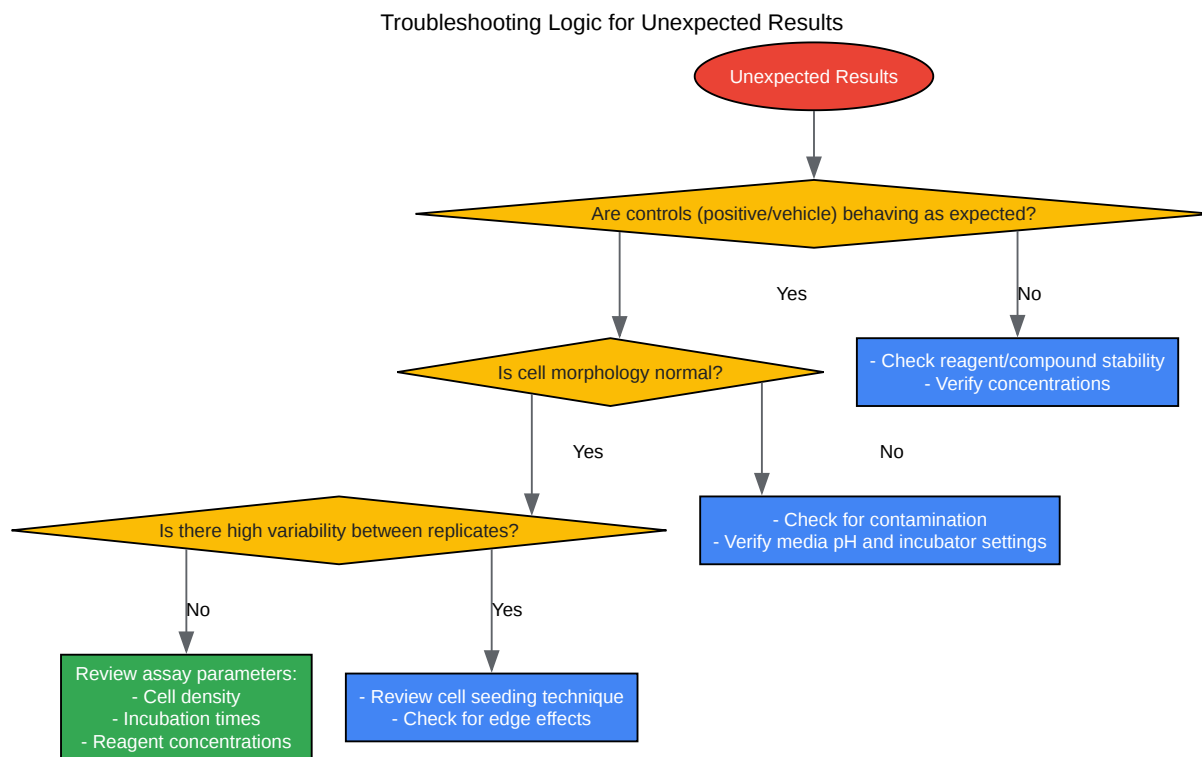 Troubleshooting Logic for Unexpected Results
Unexpected Results
Are controls (positive/vehicle) behaving as expected?
Yes
No
Is cell morphology normal?
- Check reagent/compound stability
- Verify concentrations
Yes
No
Is there high variability between replicates?
- Check for contamination
- Verify media pH and incubator settings
No
Yes
Review assay parameters:
- Cell density
- Incubation times
- Reagent concentrations
- Review cell seeding technique
- Check for edge effects